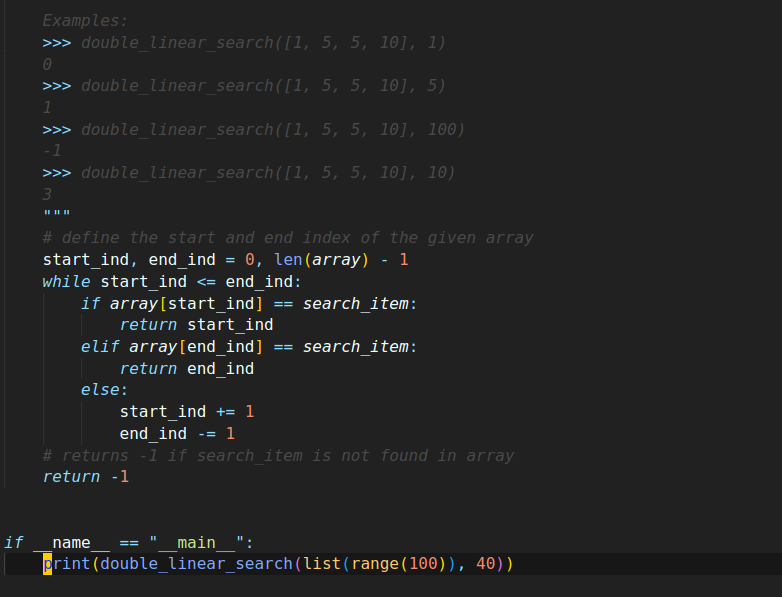 Examples:
>>> double_linear_search([1, 5, 5, 10], 1)
0
>>> double_linear_search([1, 5, 5, 10], 5)
1
>>> double_linear_search([1, 5, 5, 10], 100)
-1
>>> double_linear_search([1, 5, 5, 10], 10)
3
"""
# define the start and end index of the given array
start_ind, end_ind = 0, len(array) - 1
while start_ind <= end_ind:
if array[start_ind] == search_item:
return start_ind
elif array[end_ind] == search_item:
return end_ind
else:
start_ind += 1
end_ind -= 1
# returns -1 if search_item is not found in array
return -1
if __name__ == "__main__":
print(double_linear_search(list(range(100)), 40))